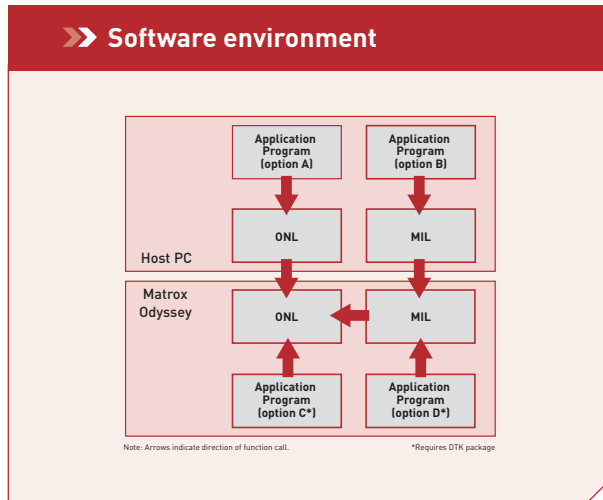 Software environment
Application
Program
(option A)
Application
Program
(option B)
ONL
MIL
Host PC
Matrox
Odyssey
ONL
MIL
Application
Program
(option C*)
Application
Program
(option D*)
Note: Arrows indicate direction of function call.
*Requires DTK package